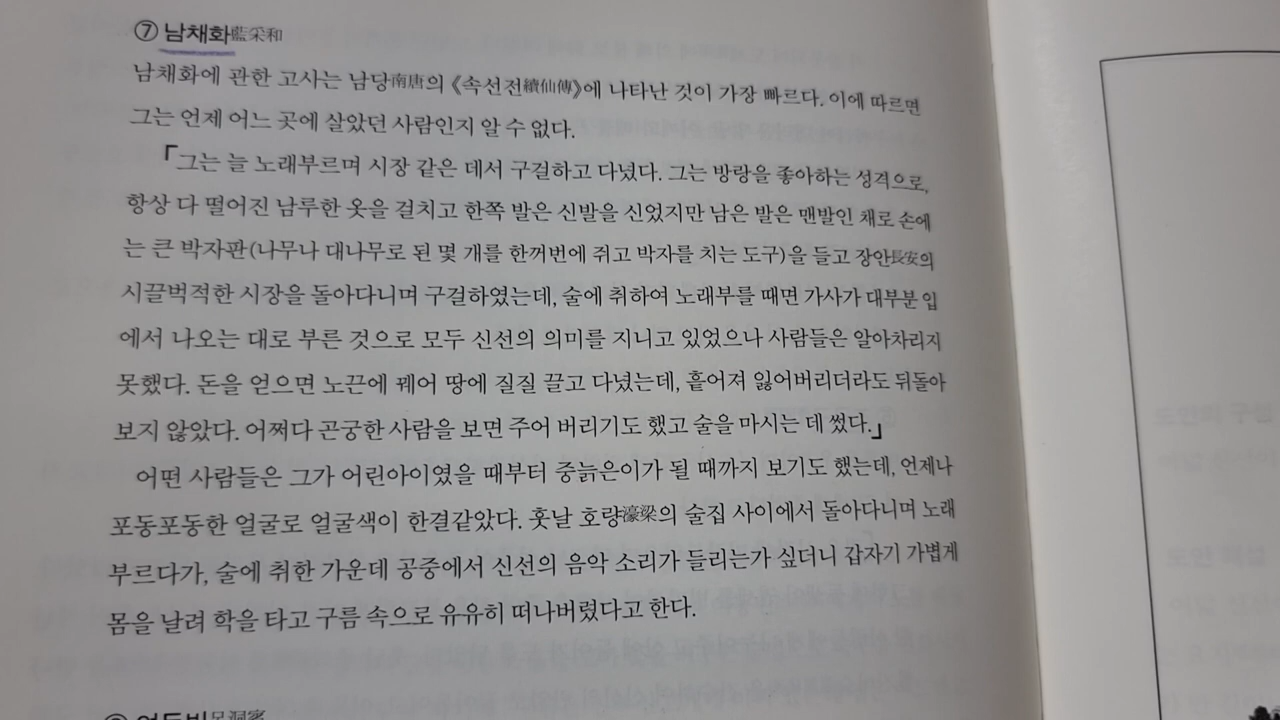 ⑦ 남채화藍采和
남채화에 관한 고사는 남당南唐의 《속선전續仙傳》에 나타난 것이 가장 빠르다. 이에 따르면
그는 언제 어느 곳에 살았던 사람인지 알 수 없다.
「그는 늘 노래부르며 시장 같은 데서 구걸하고 다녔다. 그는 방랑을 좋아하는 성격으로,
항상 다 떨어진 남루한 옷을 걸치고 한쪽 발은 신발을 신었지만 남은 발은 맨발인 채로 손에
는 큰 박자판(나무나 대나무로 된 몇 개를 한꺼번에 쥐고 박자를 치는 도구)을 들고 장안長安의
시끌벅적한 시장을 돌아다니며 구걸하였는데, 술에 취하여 노래부를 때면 가사가 대부분 입
에서 나오는 대로 부른 것으로 모두 신선의 의미를 지니고 있었으나 사람들은 알아차리지
못했다. 돈을 얻으면 노끈에 꿰어 땅에 질질 끌고 다녔는데, 흩어져 잃어버리더라도 뒤돌아
보지 않았다. 어쩌다 곤궁한 사람을 보면 주어 버리기도 했고 술을 마시는 데 썼다.」
어떤 사람들은 그가 어린아이였을 때부터 중늙은이가 될 때까지 보기도 했는데, 언제나
포동포동한 얼굴로 얼굴색이 한결같았다. 훗날 호량濠梁의 술집 사이에서 돌아다니며 노래
부르다가, 술에 취한 가운데 공중에서 신선의 음악 소리가 들리는가 싶더니 갑자기 가볍게
몸을 날려 학을 타고 구름 속으로 유유히 떠나버렸다고 한다.